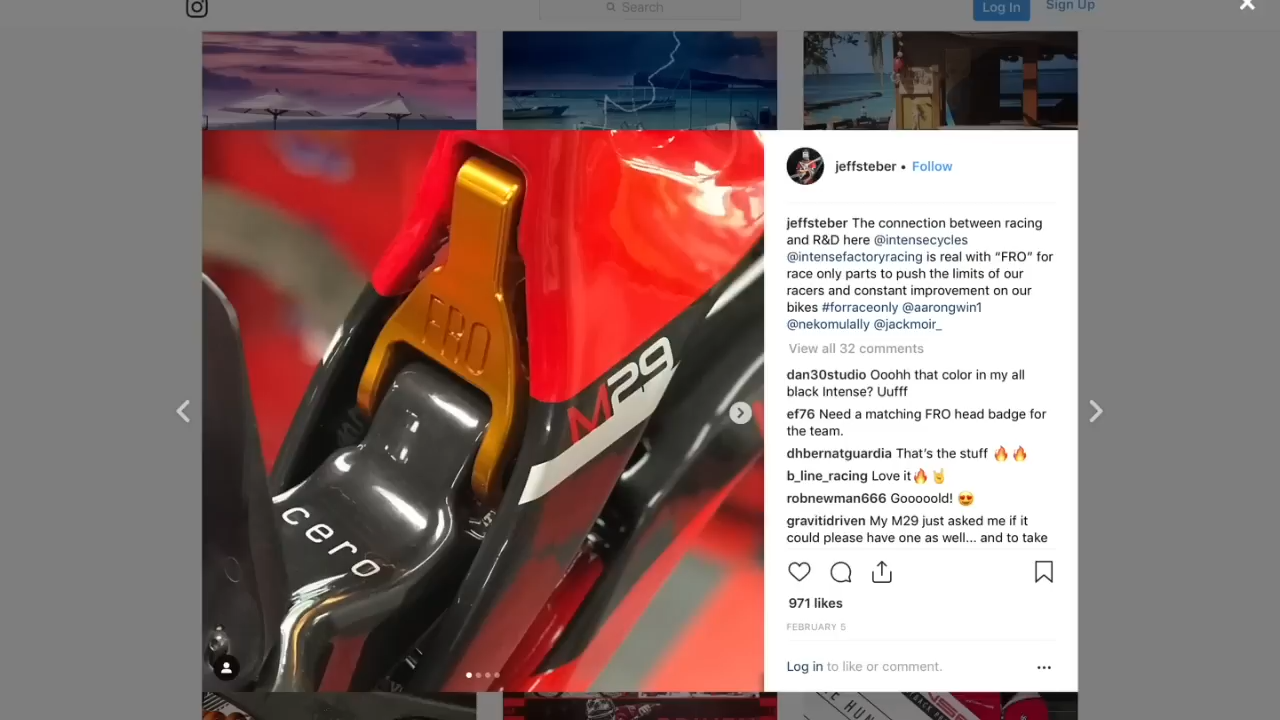 Search
Log In
Sign Up
FRO
M29
cero
jeffsteber • Follow
jeffsteber The connection between racing
and R&D here @intensecycles
@intensefactoryracing is real with “FRO” for
race only parts to push the limits of our
racers and constant improvement on our
bikes #forraceonly @aarongwin1
@nekomulally @jackmoir_
View all 32 comments
dan30studio Ooohh that color in my all
black Intense? Uufff
ef76 Need a matching FRO head badge for
the team.
dhbernatguardia That's the stuff 🔥🔥
b_line_racing Love it🔥🤘
robnewman666 Gooooold! 😍
gravitidriven My M29 just asked me if it
could please have one as well... and to take
971 likes
FEBRUARY 5
Log in to like or comment.